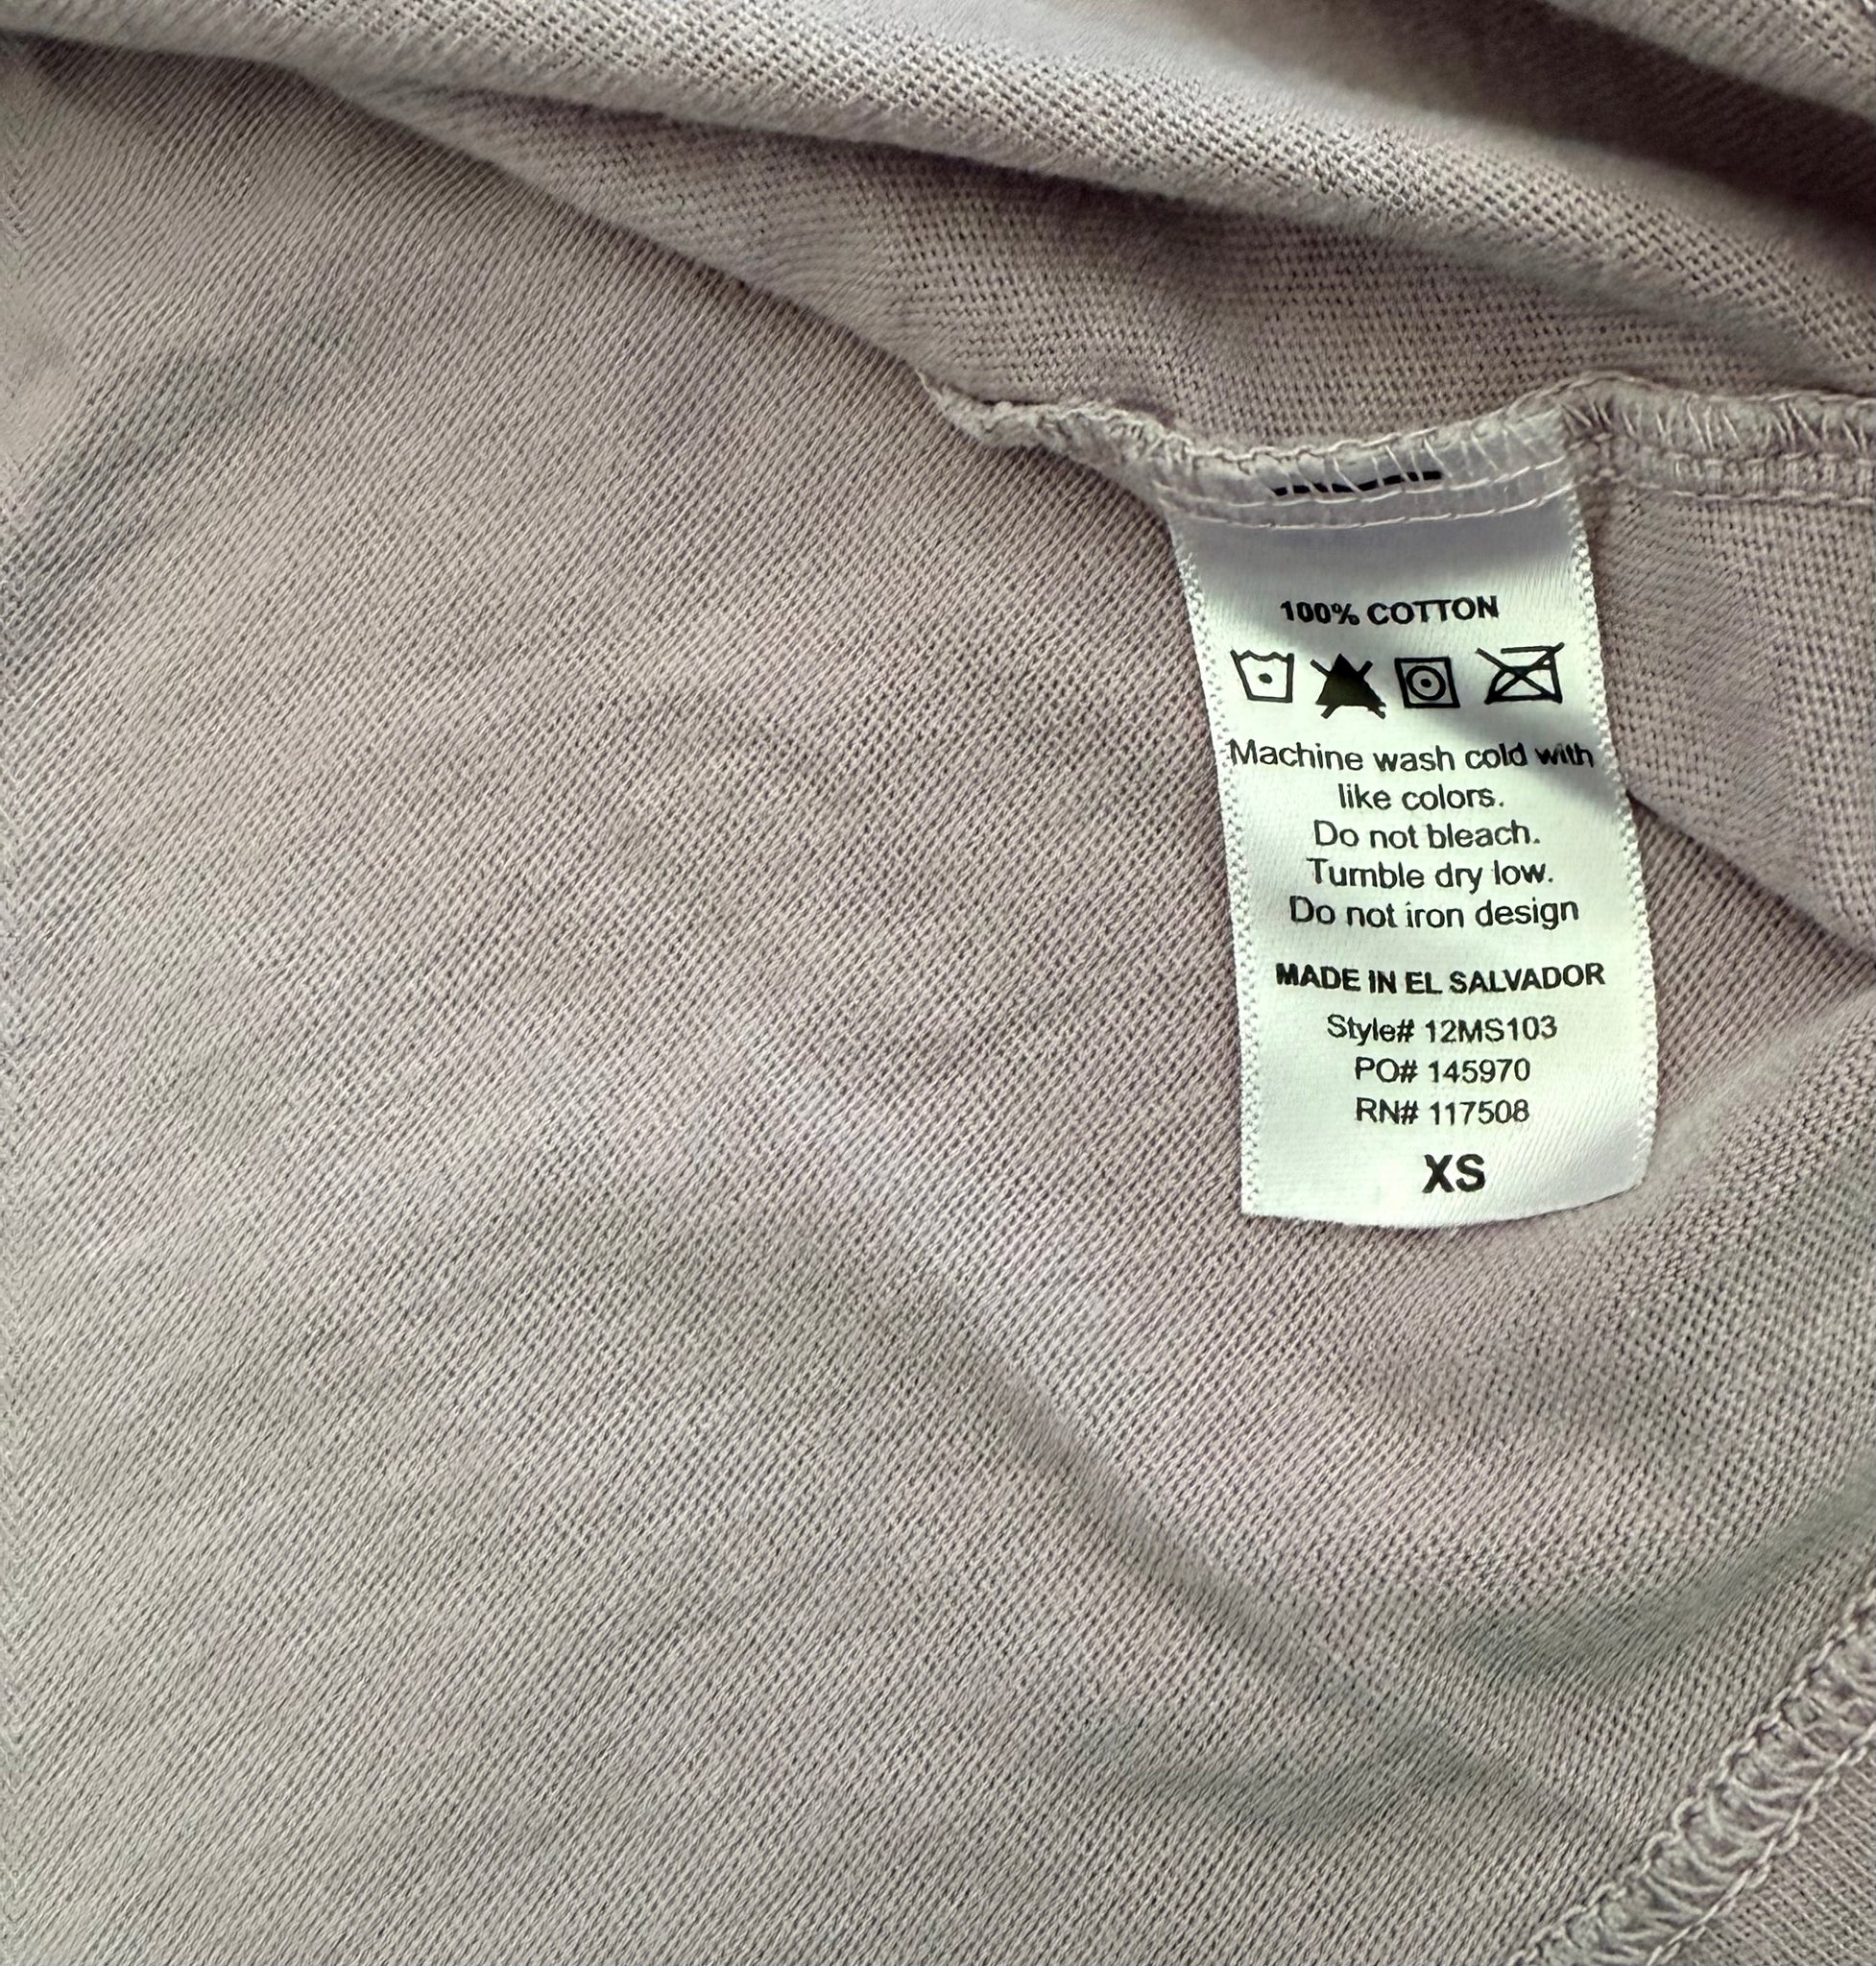 100% COTTON
Machine wash cold with
like colors.
Do not bleach.
Tumble dry low.
Do not iron design
MADE IN EL SALVADOR
Style# 12MS103
PO# 145970
RN# 117508
XS